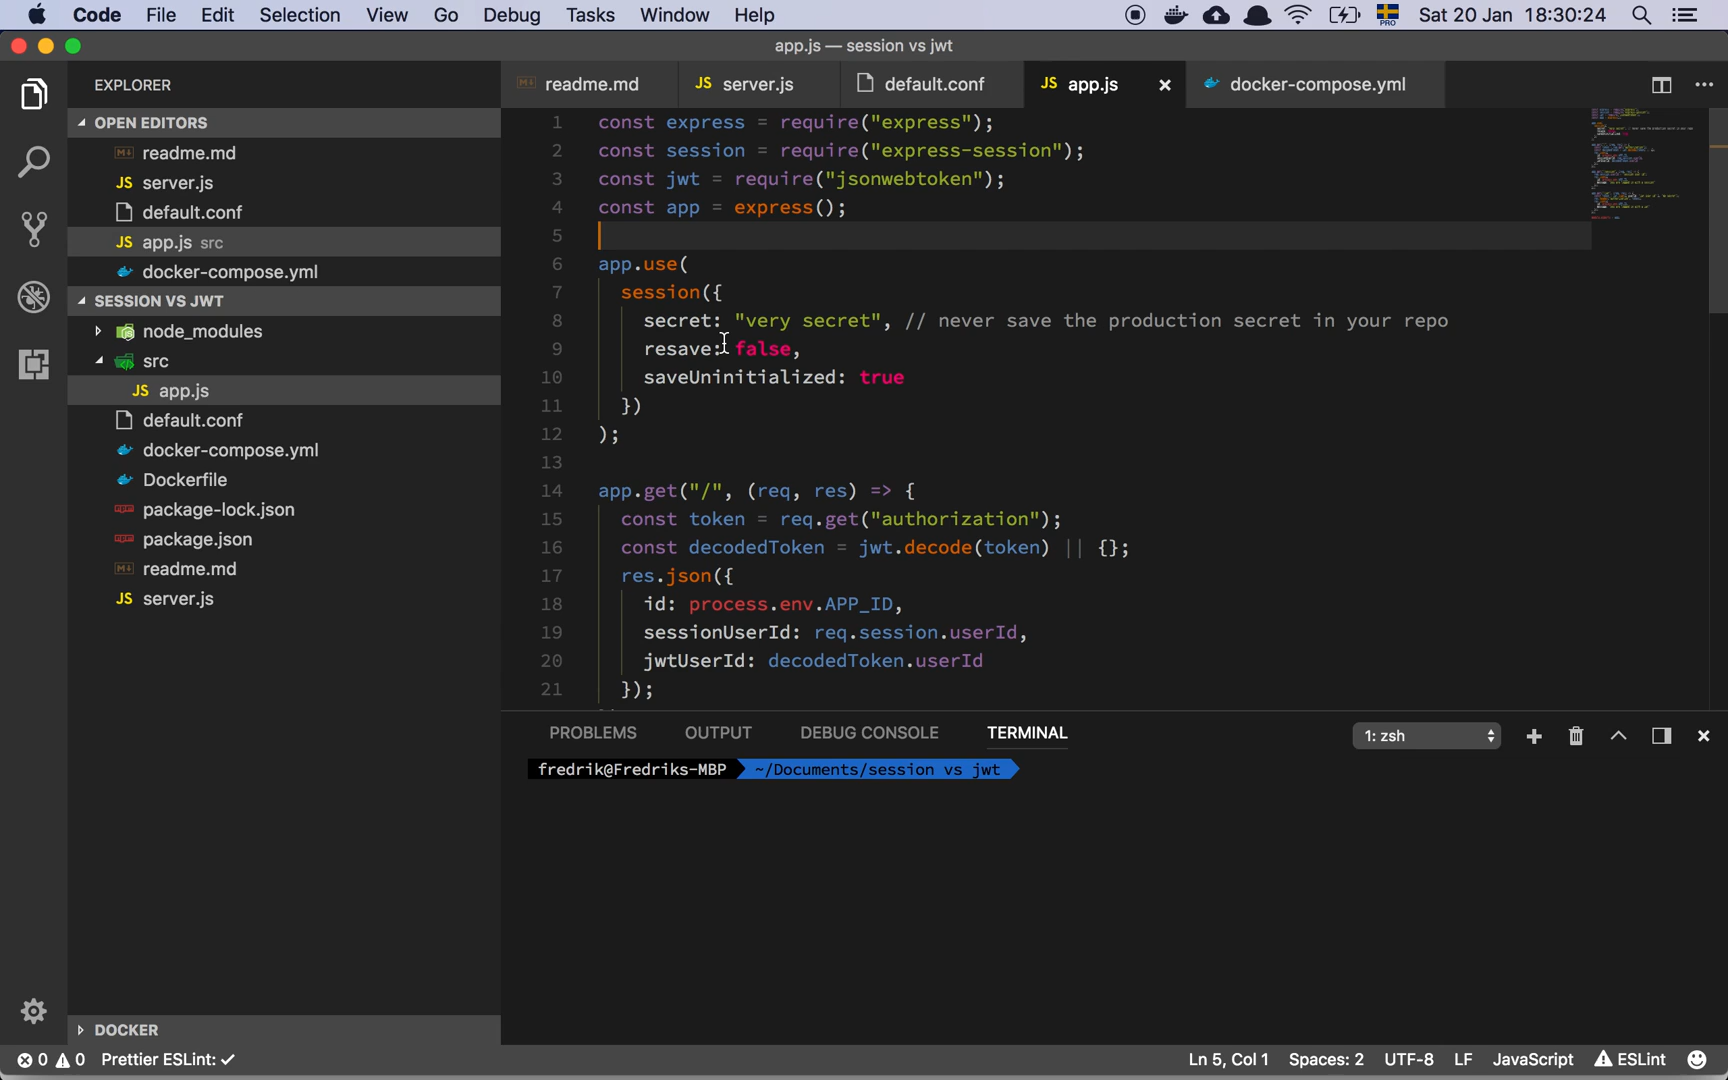 Code File Edit Selection View Go Debug Tasks Window Help PRO Sat 20 Jan 18:30:24
app.js — session vs jwt
EXPLORER
OPEN EDITORS
readme.md
JS server.js
default.conf
JS app.js src
docker-compose.yml
SESSION VS JWT
node_modules
src
JS app.js
default.conf
docker-compose.yml
Dockerfile
package-lock.json
package.json
readme.md
JS server.js
DOCKER
readme.md JS server.js default.conf JS app.js docker-compose.yml
1 const express = require("express");
2 const session = require("express-session");
3 const jwt = require("jsonwebtoken");
4 const app = express();
5
6 app.use(
7 session({
8 secret: "very secret", // never save the production secret in your repo
9 resave: false,
10 saveUninitialized: true
11 })
12 );
13
14 app.get("/", (req, res) => {
15 const token = req.get("authorization");
16 const decodedToken = jwt.decode(token) || {};
17 res.json({
18 id: process.env.APP_ID,
19 sessionUserId: req.session.userId,
20 jwtUserId: decodedToken.userId
21 });
PROBLEMS OUTPUT DEBUG CONSOLE TERMINAL 1: zsh
fredrik@Fredriks-MBP ~/Documents/session vs jwt
0 0 Prettier ESLint: ✓ Ln 5, Col 1 Spaces: 2 UTF-8 LF JavaScript ESLint